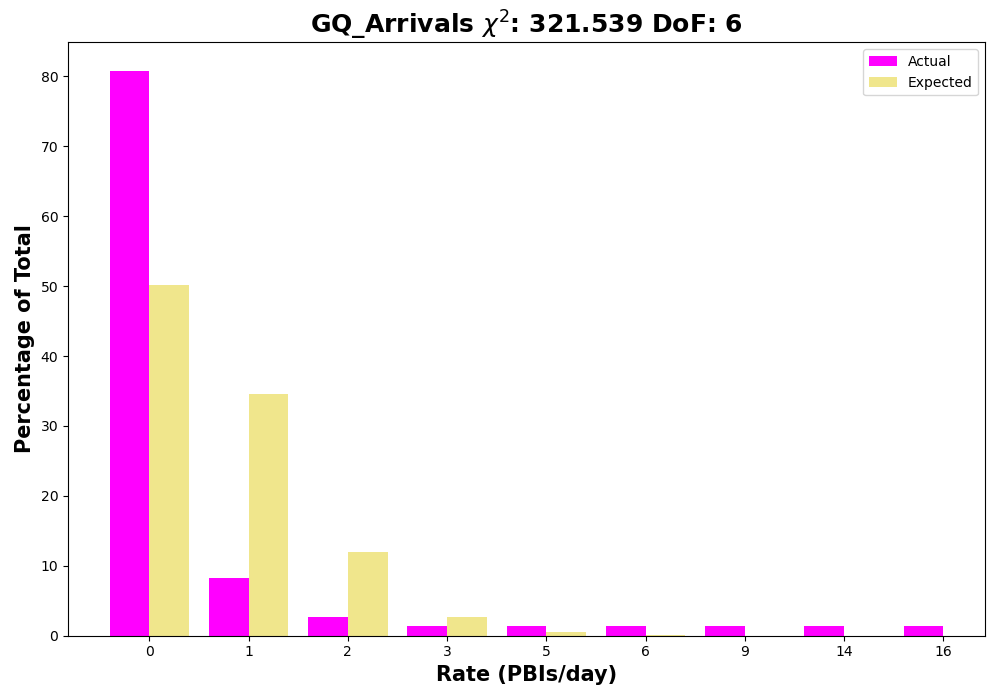 GQ_Arrivals χ²: 321.539 DoF: 6
Actual
Expected
Percentage of Total
80
70
60
50
40
30
20
10
0
0 1 2 3 5 6 9 14 16
Rate (PBIs/day)